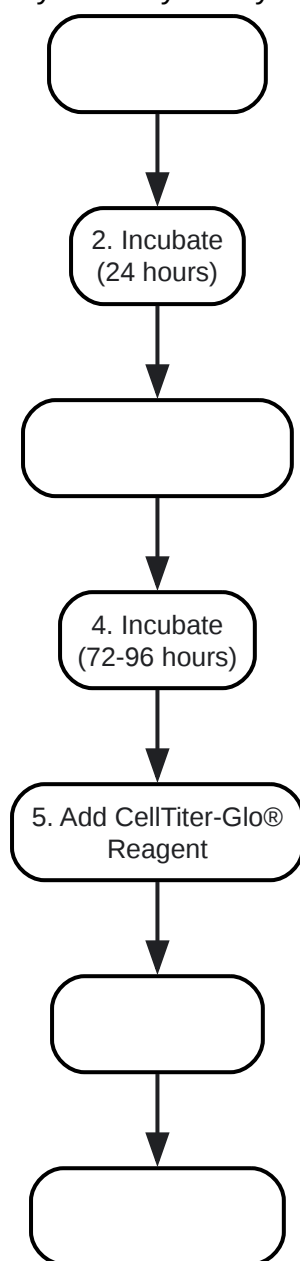 2. Incubate
(24 hours)
4. Incubate
(72-96 hours)
5. Add CellTiter-Glo®
Reagent